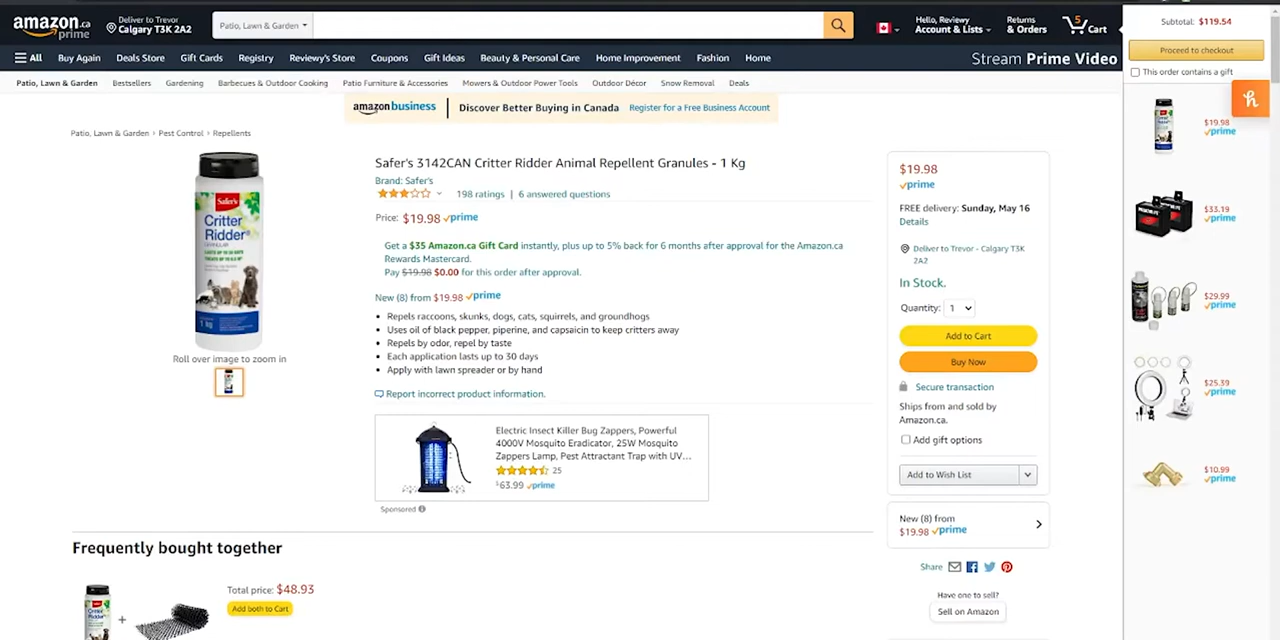 amazon.ca
prime
Deliver to Trevor
Calgary T3K 2A2
Patio, Lawn & Garden
Hello, Reviewy
Account & Lists
Returns
& Orders
5
Cart
All
Buy Again
Deals Store
Gift Cards
Registry
Reviewy's Store
Coupons
Gift Ideas
Beauty & Personal Care
Home Improvement
Fashion
Home
Stream Prime Video
Patio, Lawn & Garden
Bestsellers
Gardening
Barbecues & Outdoor Cooking
Patio Furniture & Accessories
Mowers & Outdoor Power Tools
Outdoor Décor
Snow Removal
Deals
amazon business
Discover Better Buying in Canada Register for a Free Business Account
Patio, Lawn & Garden › Pest Control › Repellents
Safer's
Critter
Ridder
1 kg
Roll over image to zoom in
Safer's 3142CAN Critter Ridder Animal Repellent Granules - 1 Kg
Brand: Safer's
198 ratings | 6 answered questions
Price: $19.98 prime
Get a $35 Amazon.ca Gift Card instantly, plus up to 5% back for 6 months after approval for the Amazon.ca
Rewards Mastercard.
Pay $19.98 $0.00 for this order after approval.
New (8) from $19.98 prime
• Repels raccoons, skunks, dogs, cats, squirrels, and groundhogs
• Uses oil of black pepper, piperine, and capsaicin to keep critters away
• Repels by odor, repel by taste
• Each application lasts up to 30 days
• Apply with lawn spreader or by hand
Report incorrect product information.
Electric Insect Killer Bug Zappers, Powerful
4000V Mosquito Eradicator, 25W Mosquito
Zappers Lamp, Pest Attractant Trap with UV...
25
$63.99 prime
Sponsored
Frequently bought together
Safer's
Critter
Ridder
+
Total price: $48.93
Add both to Cart
$19.98
prime
FREE delivery: Sunday, May 16
Details
Deliver to Trevor - Calgary T3K
2A2
In Stock.
Quantity: 1
Add to Cart
Buy Now
Secure transaction
Ships from and sold by
Amazon.ca.
Add gift options
Add to Wish List
New (8) from
$19.98 prime
Share
Have one to sell?
Sell on Amazon
Subtotal: $119.54
Proceed to checkout
This order contains a gift
h
$19.98
prime
$33.19
prime
$29.99
prime
$25.39
prime
$10.99
prime